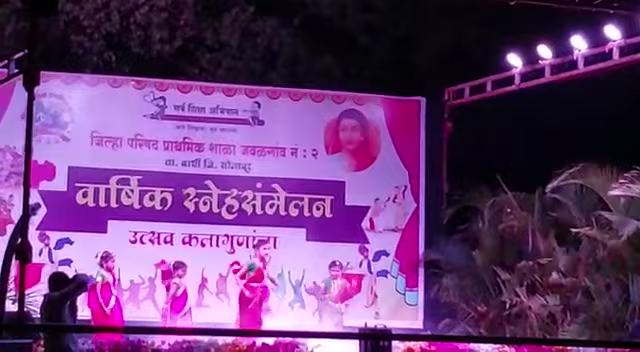 सर्व शिक्षा अभियान
जिल्हा परिषद प्राथमिक शाळा जवळगाव नं : २
ता. बार्शी जि. सोलापूर
वार्षिक स्नेहसंमेलन
उत्सव कलागुणांचा